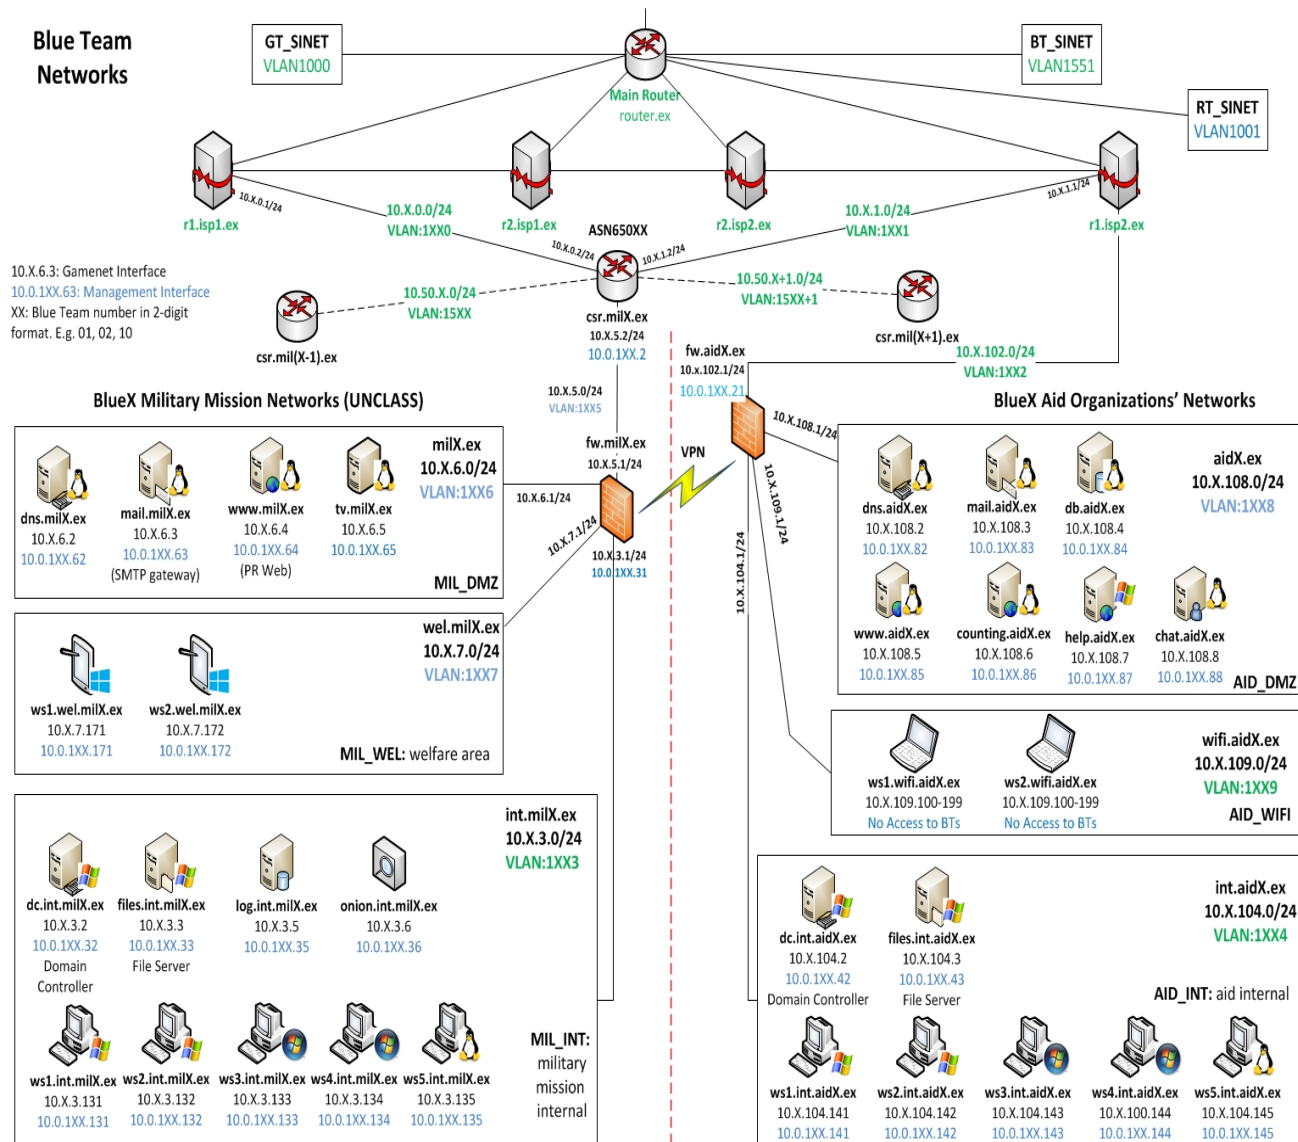 Blue Team
Networks
GT_SINET
VLAN1000
BT_SINET
VLAN1551
RT_SINET
VLAN1001
Main Router
router.ex
r1.isp1.ex
r2.isp1.ex
r2.isp2.ex
r1.isp2.ex
10.X.0.1/24
10.X.1.1/24
10.X.0.0/24
VLAN:1XX0
10.X.1.0/24
VLAN:1XX1
ASN650XX
10.X.0.2/24
10.X.1.2/24
10.X.6.3: Gamenet Interface
10.0.1XX.63: Management Interface
XX: Blue Team number in 2-digit
format. E.g. 01, 02, 10
10.50.X.0/24
VLAN:15XX
10.50.X+1.0/24
VLAN:15XX+1
csr.mil(X-1).ex
csr.mil(X+1).ex
csr.milX.ex
10.X.5.2/24
10.0.1XX.2
fw.aidX.ex
10.x.102.1/24
10.0.1XX.21
10.X.102.0/24
VLAN:1XX2
10.X.5.0/24
VLAN:1XX5
BlueX Military Mission Networks (UNCLASS)
BlueX Aid Organizations' Networks
fw.milX.ex
10.X.5.1/24
VPN
10.X.6.1/24
10.X.7.1/24
10.X.3.1/24
10.0.1XX.31
10.X.108.1/24
10.X.109.1/24
10.X.104.1/24
milX.ex
10.X.6.0/24
VLAN:1XX6
dns.milX.ex
10.X.6.2
10.0.1XX.62
mail.milX.ex
10.X.6.3
10.0.1XX.63
(SMTP gateway)
www.milX.ex
10.X.6.4
10.0.1XX.64
(PR Web)
tv.milX.ex
10.X.6.5
10.0.1XX.65
MIL_DMZ
wel.milX.ex
10.X.7.0/24
VLAN:1XX7
ws1.wel.milX.ex
10.X.7.171
10.0.1XX.171
ws2.wel.milX.ex
10.X.7.172
10.0.1XX.172
MIL_WEL: welfare area
int.milX.ex
10.X.3.0/24
VLAN:1XX3
dc.int.milX.ex
10.X.3.2
10.0.1XX.32
Domain
Controller
files.int.milX.ex
10.X.3.3
10.0.1XX.33
File Server
log.int.milX.ex
10.X.3.5
10.0.1XX.35
onion.int.milX.ex
10.X.3.6
10.0.1XX.36
MIL_INT:
military
mission
internal
ws1.int.milX.ex
10.X.3.131
10.0.1XX.131
ws2.int.milX.ex
10.X.3.132
10.0.1XX.132
ws3.int.milX.ex
10.X.3.133
10.0.1XX.133
ws4.int.milX.ex
10.X.3.134
10.0.1XX.134
ws5.int.milX.ex
10.X.3.135
10.0.1XX.135
aidX.ex
10.X.108.0/24
VLAN:1XX8
dns.aidX.ex
10.X.108.2
10.0.1XX.82
mail.aidX.ex
10.X.108.3
10.0.1XX.83
db.aidX.ex
10.X.108.4
10.0.1XX.84
www.aidX.ex
10.X.108.5
10.0.1XX.85
counting.aidX.ex
10.X.108.6
10.0.1XX.86
help.aidX.ex
10.X.108.7
10.0.1XX.87
chat.aidX.ex
10.X.108.8
10.0.1XX.88
AID_DMZ
wifi.aidX.ex
10.X.109.0/24
VLAN:1XX9
AID_WIFI
ws1.wifi.aidX.ex
10.X.109.100-199
No Access to BTs
ws2.wifi.aidX.ex
10.X.109.100-199
No Access to BTs
int.aidX.ex
10.X.104.0/24
VLAN:1XX4
dc.int.aidX.ex
10.X.104.2
10.0.1XX.42
Domain Controller
files.int.aidX.ex
10.X.104.3
10.0.1XX.43
File Server
AID_INT: aid internal
ws1.int.aidX.ex
10.X.104.141
10.0.1XX.141
ws2.int.aidX.ex
10.X.104.142
10.0.1XX.142
ws3.int.aidX.ex
10.X.104.143
10.0.1XX.143
ws4.int.aidX.ex
10.X.100.144
10.0.1XX.144
ws5.int.aidX.ex
10.X.104.145
10.0.1XX.145